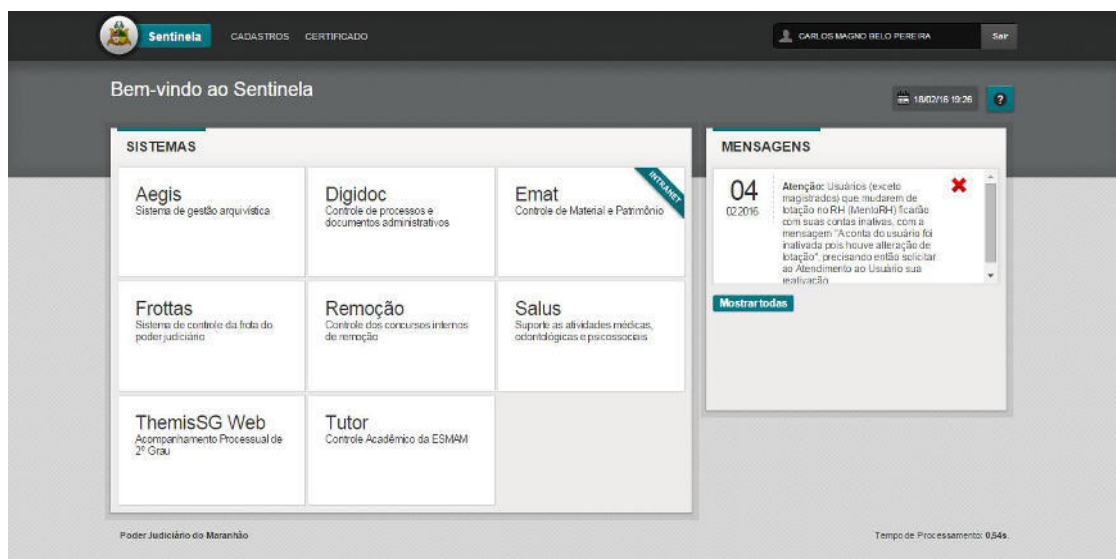 Sentinela CADASTROS CERTIFICADO CARLOS MAGNO BELO PEREIRA Sair
Bem-vindo ao Sentinela
18/02/16 19:26 ?
SISTEMAS
Aegis
Sistema de gestão arquivística
Digidoc
Controle de processos e
documentos administrativos
Emat
Controle de Material e Patrimônio
INTRANET
Frottas
Sistema de controle da frota do
poder judiciário
Remoção
Controle dos concursos internos
de remoção
Salus
Suporte as atividades médicas,
odontológicas e psicossociais
ThemisSG Web
Acompanhamento Processual de
2º Grau
Tutor
Controle Acadêmico da ESMAM
MENSAGENS
04
02.2016
Atenção: Usuários (exceto
magistrados) que mudarem de
lotação no RH (MentoRH) ficarão
com suas contas inativas, com a
mensagem "A conta do usuário foi
inativada pois houve alteração de
lotação", precisando então solicitar
ao Atendimento ao Usuário sua
reativação
Mostrar todas
Poder Judiciário do Maranhão
Tempo de Processamento: 0,54s.